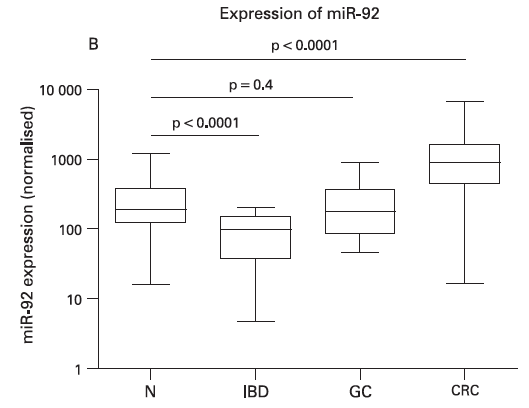 Expression of miR-92
B
p < 0.0001
p = 0.4
p < 0.0001
miR-92 expression (normalised)
10 000
1000
100
10
1
N IBD GC CRC